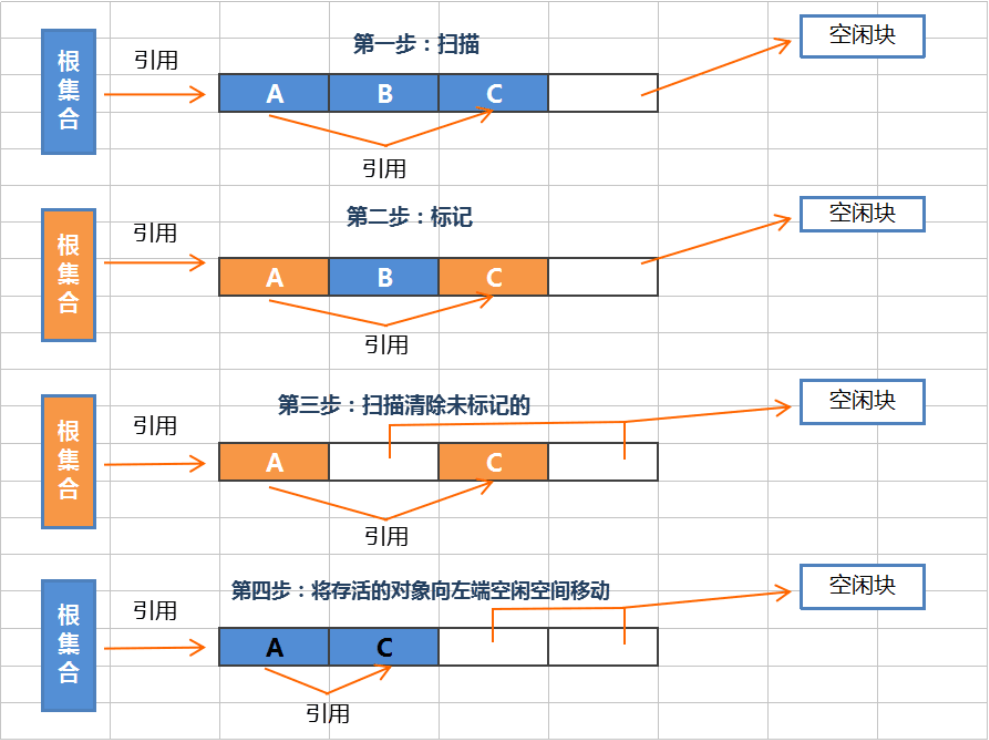 第一步：扫描
空闲块
根集合
引用
A B C
引用
第二步：标记
空闲块
根集合
引用
A B C
引用
第三步：扫描清除未标记的
空闲块
根集合
引用
A C
引用
第四步：将存活的对象向左端空闲空间移动
空闲块
根集合
引用
A C
引用